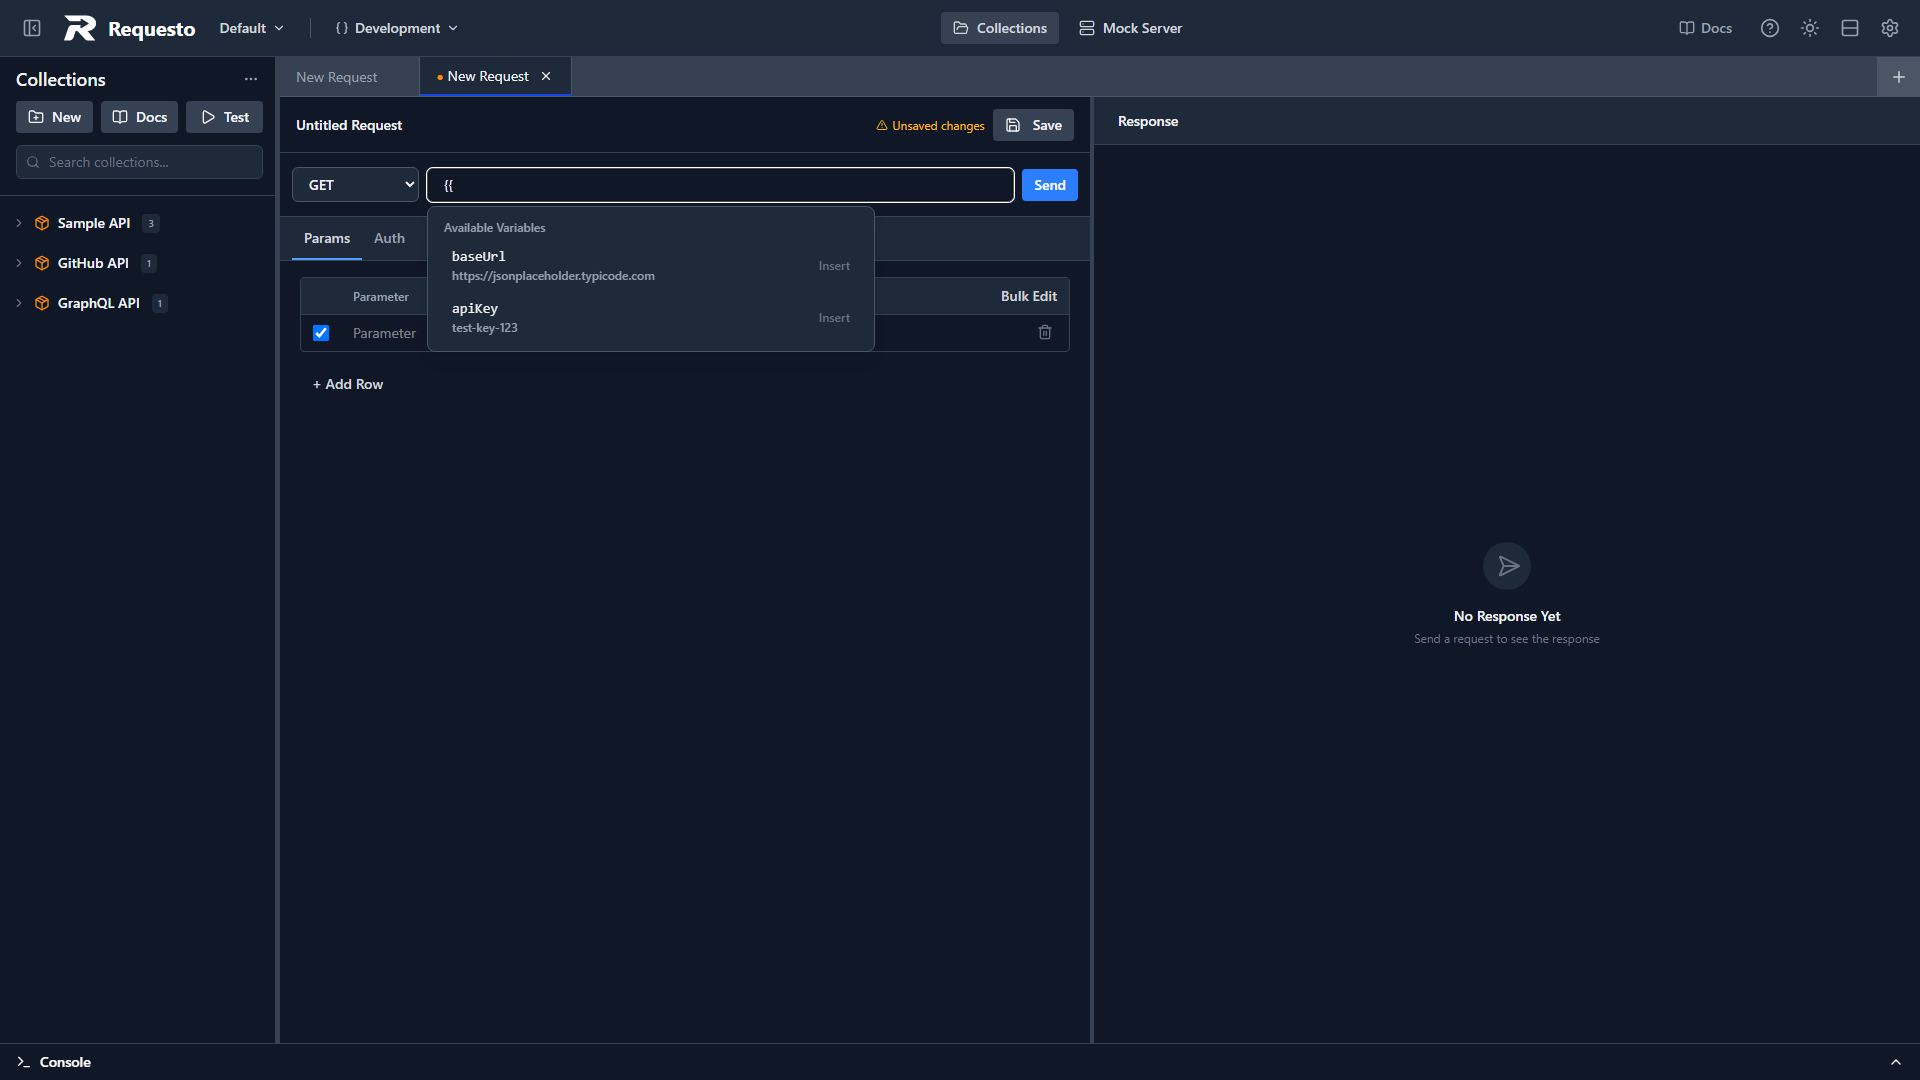 Requesto
Default
{ } Development
Collections
Mock Server
Docs
Collections
New
Docs
Test
Search collections...
Sample API 3
GitHub API 1
GraphQL API 1
New Request
New Request
Untitled Request
Unsaved changes
Save
GET
{{
Send
Params
Auth
Available Variables
baseUrl
https://jsonplaceholder.typicode.com
Insert
apiKey
test-key-123
Insert
Parameter
Bulk Edit
Parameter
+ Add Row
Response
No Response Yet
Send a request to see the response
Console